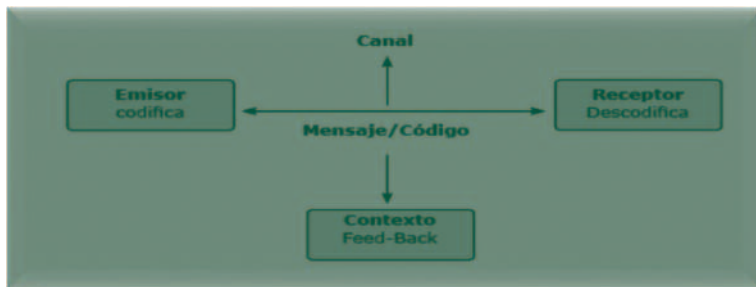 Canal
Emisor
codifica
Receptor
Descodifica
Mensaje/Código
Contexto
Feed-Back